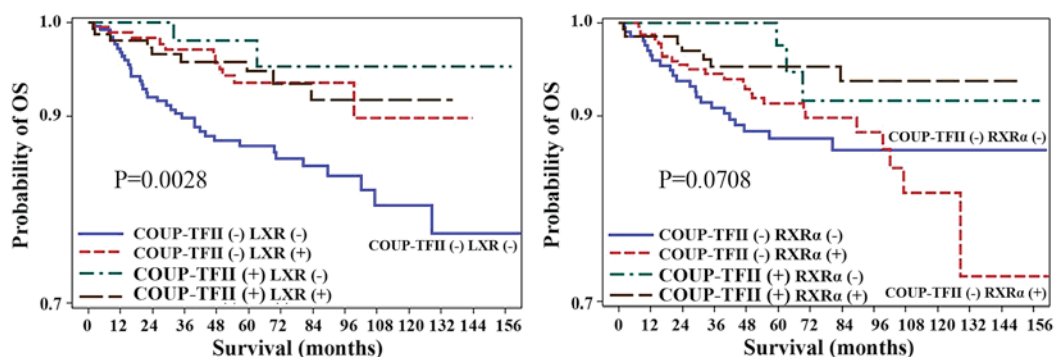 Probability of OS
1.0
0.9
0.7
P=0.0028
COUP-TFII (-) LXR (-)
COUP-TFII (-) LXR (+)
COUP-TFII (+) LXR (-)
COUP-TFII (+) LXR (+)
COUP-TFII (-) LXR (-)
0 12 24 36 48 60 72 84 96 108 120 132 144 156
Survival (months)
Probability of OS
1.0
0.9
0.7
P=0.0708
COUP-TFII (-) RXRα (-)
COUP-TFII (-) RXRα (-)
COUP-TFII (-) RXRα (+)
COUP-TFII (+) RXRα (-)
COUP-TFII (+) RXRα (+)
COUP-TFII (-) RXRα (+)
0 12 24 36 48 60 72 84 96 108 120 132 144 156
Survival (months)